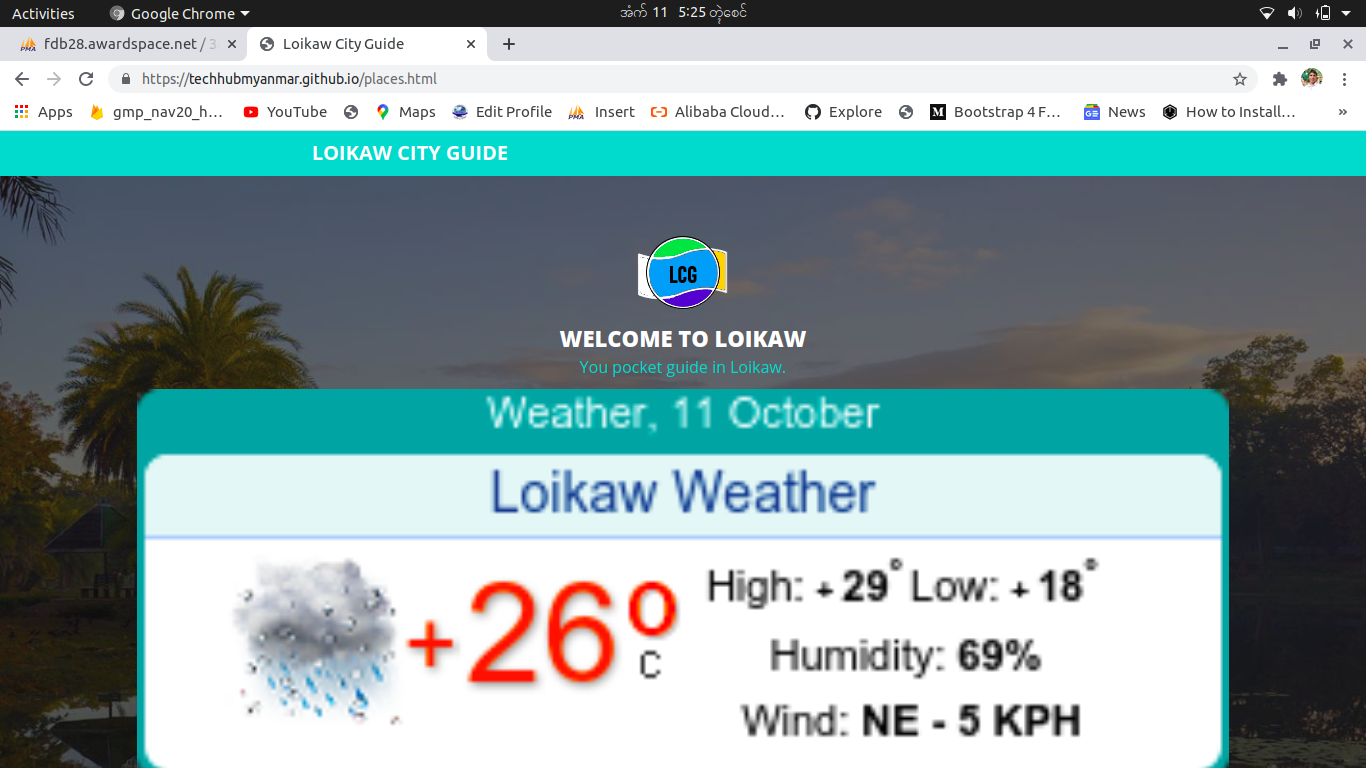 Activities Google Chrome အံက် 11 5:25 တှဲစေင်
fdb28.awardspace.net / 3 Loikaw City Guide
https://techhubmyanmar.github.io/places.html
Apps gmp_nav20_h... YouTube Maps Edit Profile Insert Alibaba Cloud... Explore Bootstrap 4 F... News How to Install...
LOIKAW CITY GUIDE
LCG
WELCOME TO LOIKAW
You pocket guide in Loikaw.
Weather, 11 October
Loikaw Weather
+26° C
High: +29° Low: +18°
Humidity: 69%
Wind: NE - 5 KPH